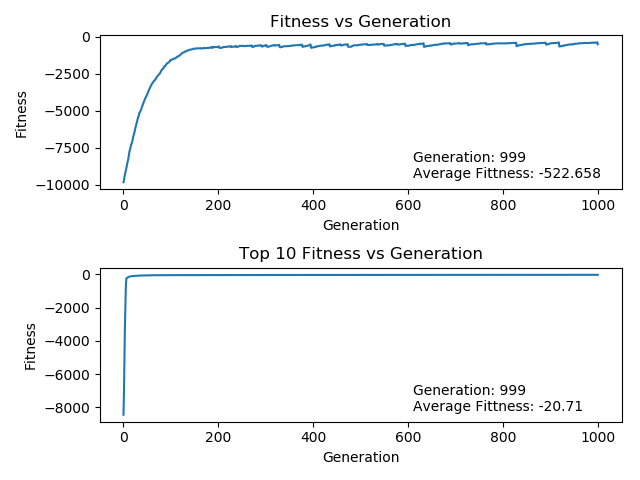 Fitness vs Generation
0
−2500
−5000
−7500
−10000
Fitness
Generation: 999
Average Fittness: -522.658
0 200 400 600 800 1000
Generation
Top 10 Fitness vs Generation
0
−2000
−4000
−6000
−8000
Fitness
Generation: 999
Average Fittness: -20.71
0 200 400 600 800 1000
Generation